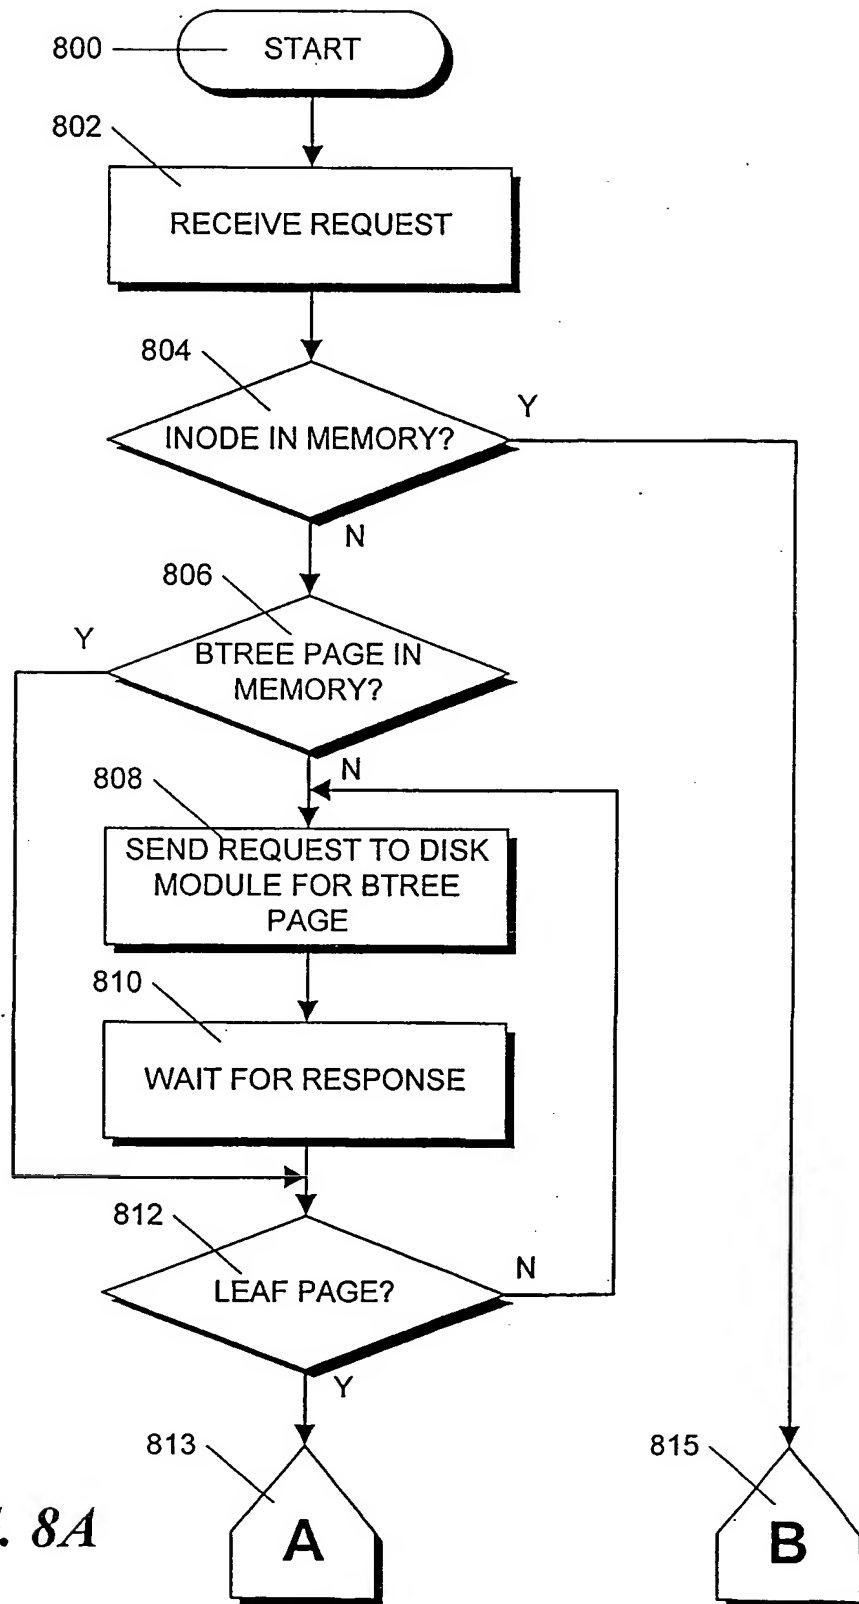 800
START
802
RECEIVE REQUEST
804
INODE IN MEMORY?
Y
N
806
Y
BTREE PAGE IN
MEMORY?
N
808
SEND REQUEST TO DISK
MODULE FOR BTREE
PAGE
810
WAIT FOR RESPONSE
812
LEAF PAGE?
N
Y
813
815
A
B
8A